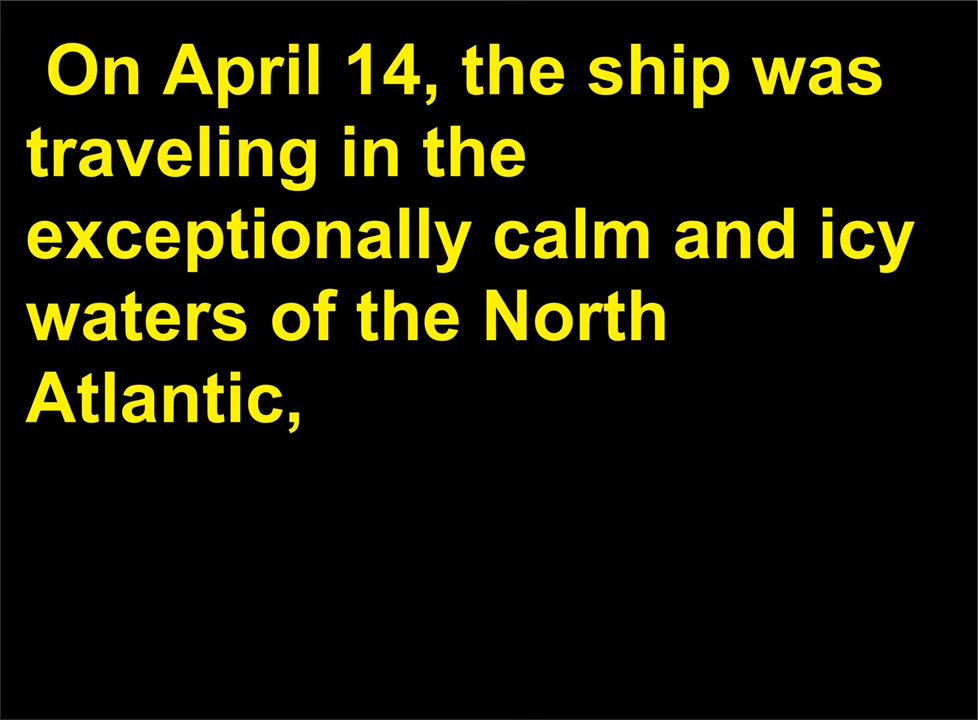 On April 14, the ship was
traveling in the
exceptionally calm and icy
waters of the North
Atlantic,